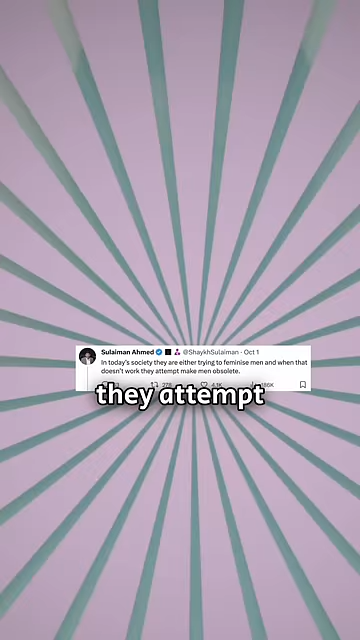 Sulaiman Ahmed @ShaykhSulaiman · Oct 1
In today's society they are either trying to feminise men and when that
doesn't work they attempt make men obsolete.
they attempt